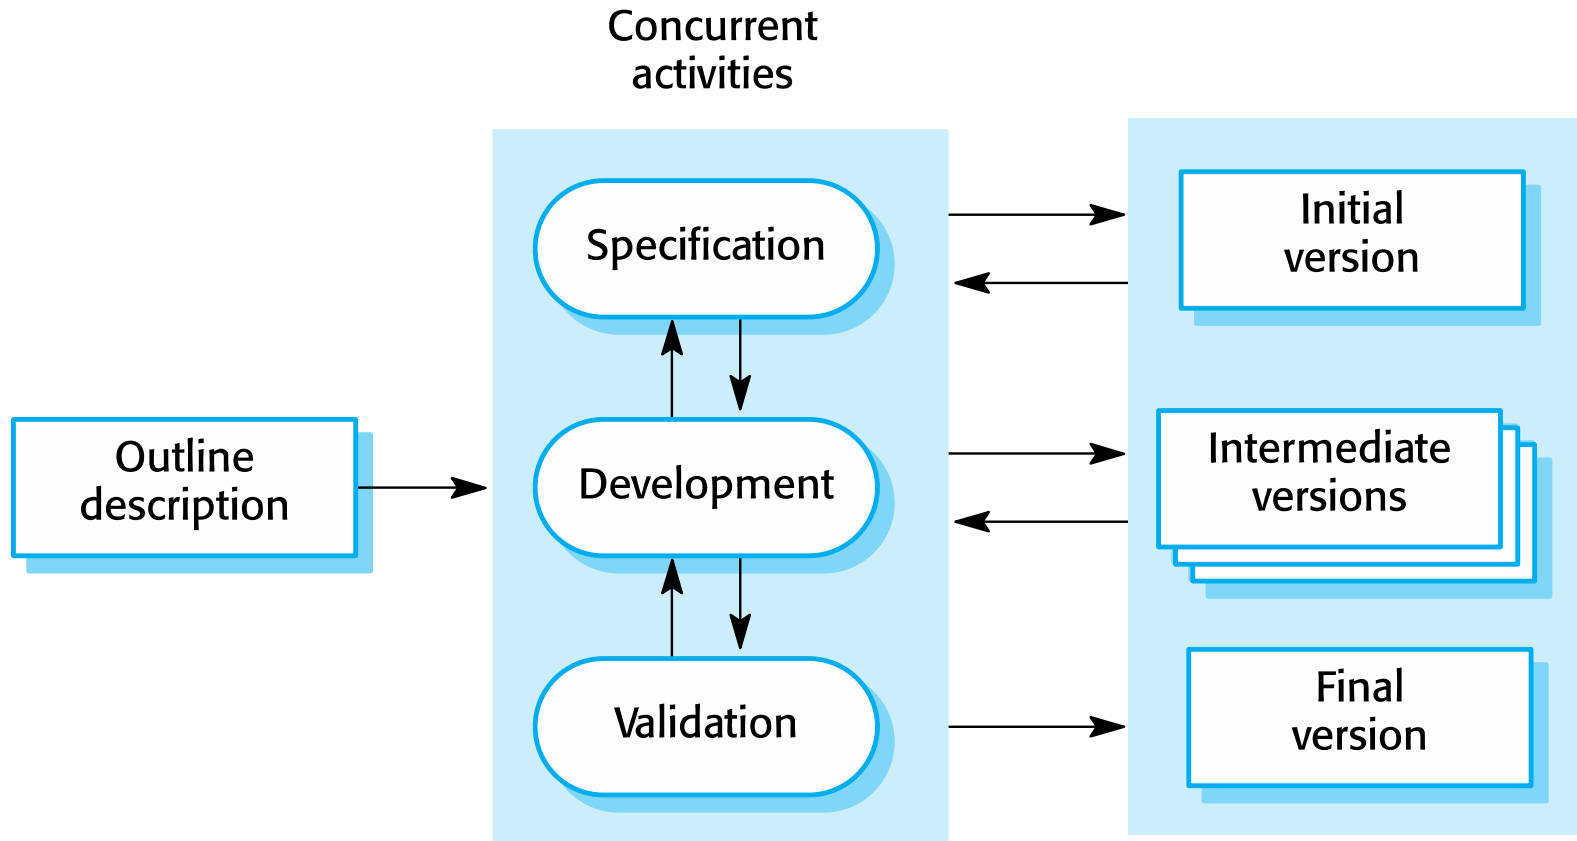 Concurrent
activities
Specification
Initial
version
Outline
description
Development
Intermediate
versions
Validation
Final
version